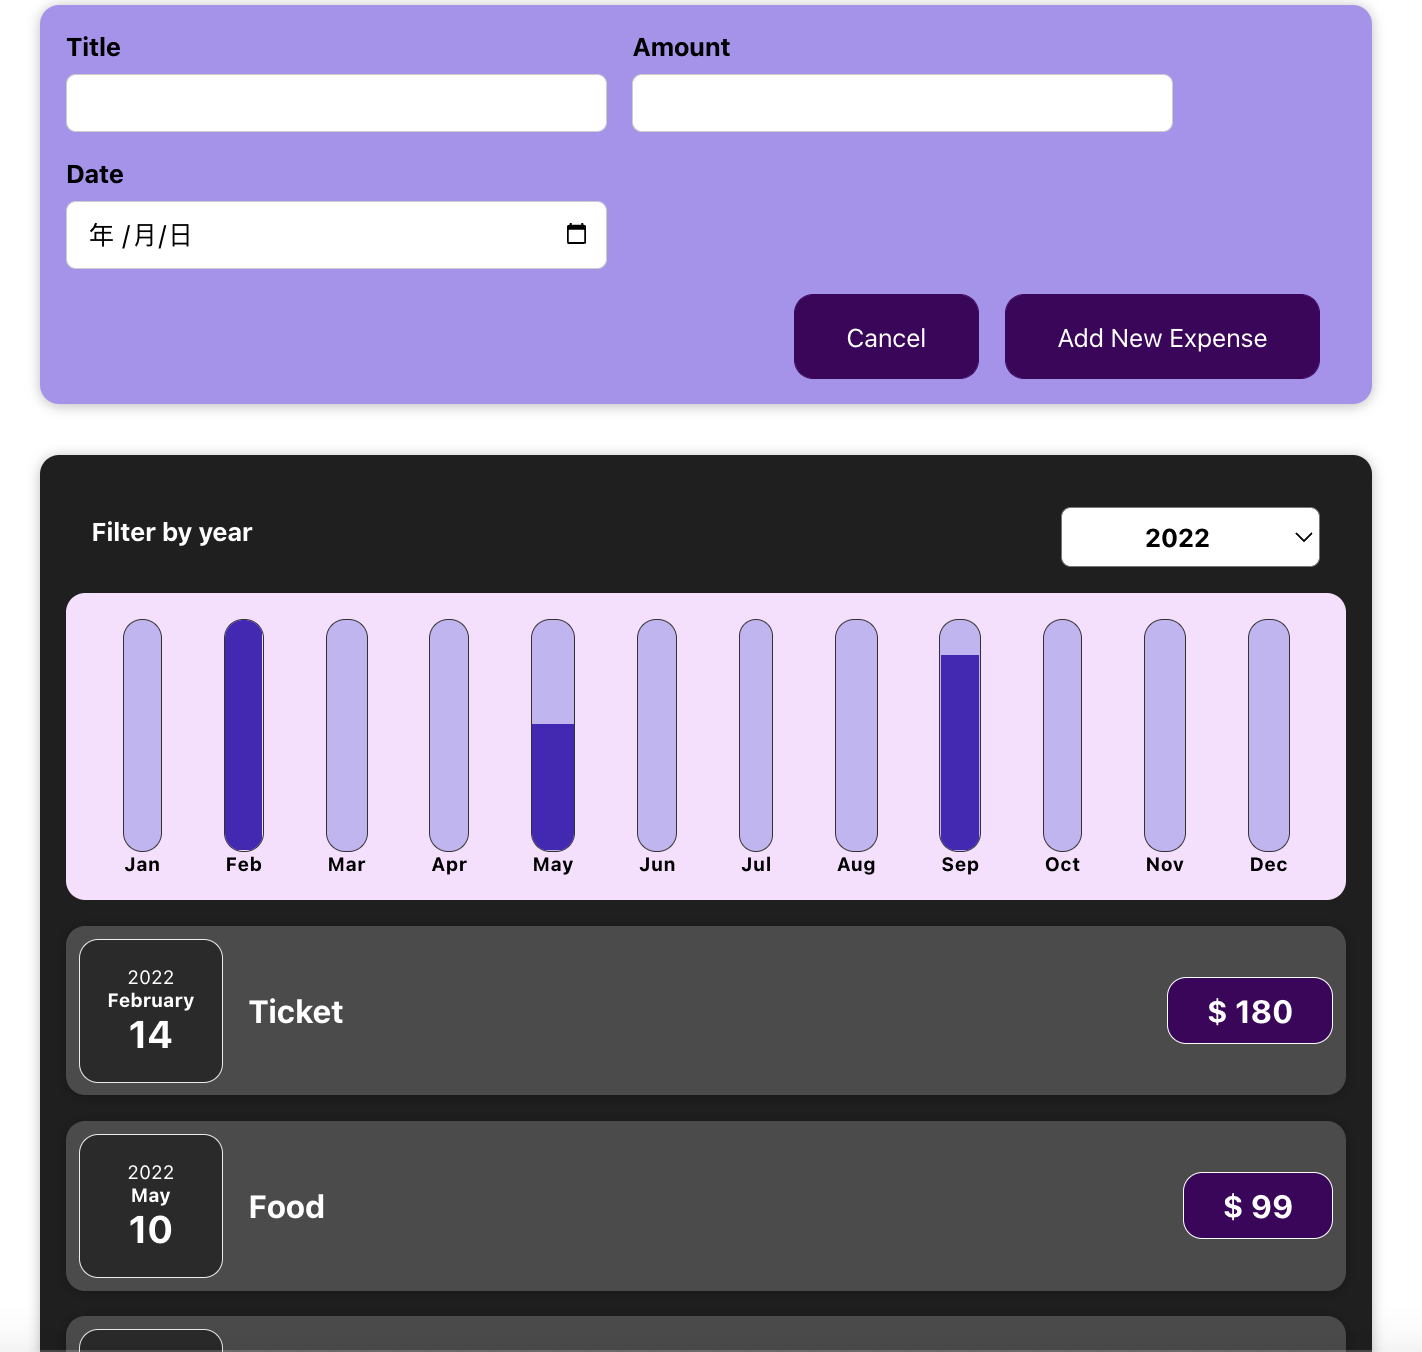 Title
Amount
Date
年 /月/日
Cancel
Add New Expense
Filter by year
2022
Jan
Feb
Mar
Apr
May
Jun
Jul
Aug
Sep
Oct
Nov
Dec
2022
February
14
Ticket
$ 180
2022
May
10
Food
$ 99